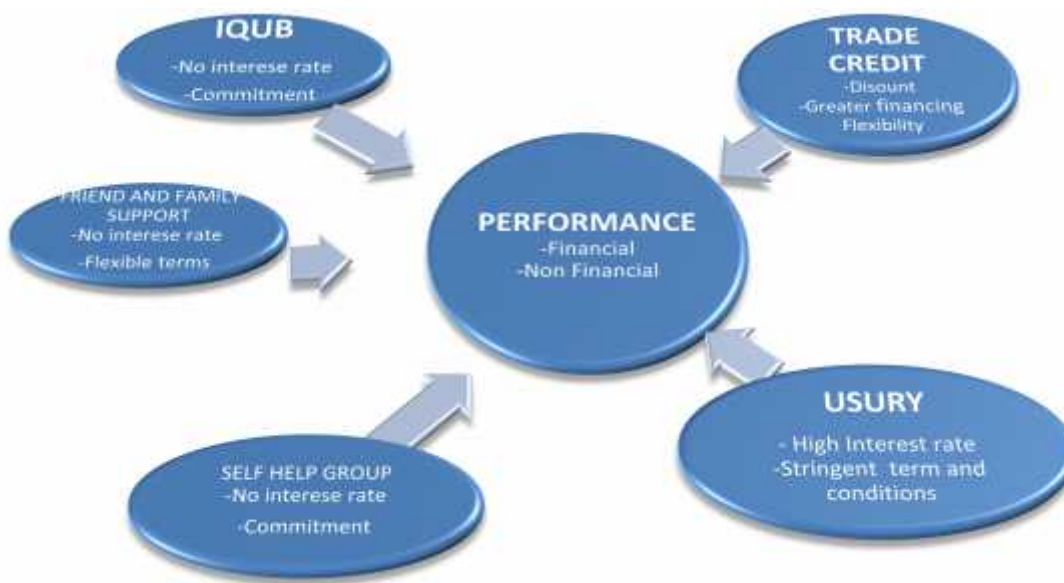 IQUB
-No interese rate
-Commitment
TRADE
CREDIT
-Disount
-Greater financing
Flexibility
FRIEND AND FAMILY
SUPPORT
-No interese rate
-Flexible terms
PERFORMANCE
-Financial
-Non Financial
SELF HELP GROUP
-No interese rate
-Commitment
USURY
- High Interest rate
-Stringent term and
conditions